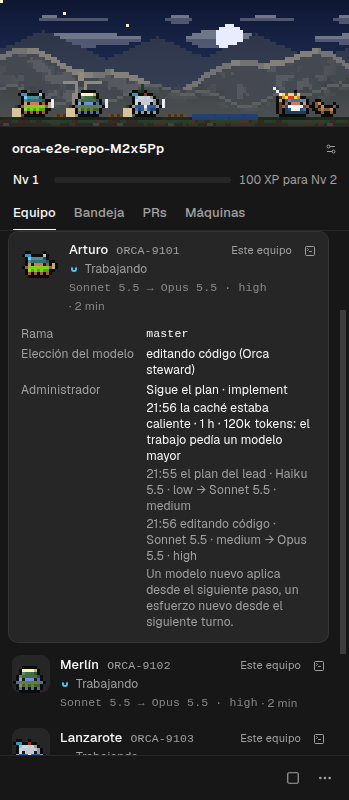 orca-e2e-repo-M2x5Pp
Nv 1 100 XP para Nv 2
Equipo Bandeja PRs Máquinas
Arturo ORCA-9101 Este equipo
Trabajando
Sonnet 5.5 → Opus 5.5 · high
· 2 min
Rama master
Elección del modelo editando código (Orca
steward)
Administrador Sigue el plan · implement
21:56 la caché estaba
caliente · 1 h · 120k tokens: el
trabajo pedía un modelo
mayor
21:55 el plan del lead · Haiku
5.5 · low → Sonnet 5.5 ·
medium
21:56 editando código ·
Sonnet 5.5 · medium → Opus
5.5 · high
Un modelo nuevo aplica
desde el siguiente paso, un
esfuerzo nuevo desde el
siguiente turno.
Merlín ORCA-9102 Este equipo
Trabajando
Sonnet 5.5 → Opus 5.5 · high · 2 min
Lanzarote ORCA-9103 Este equipo
Trabajando